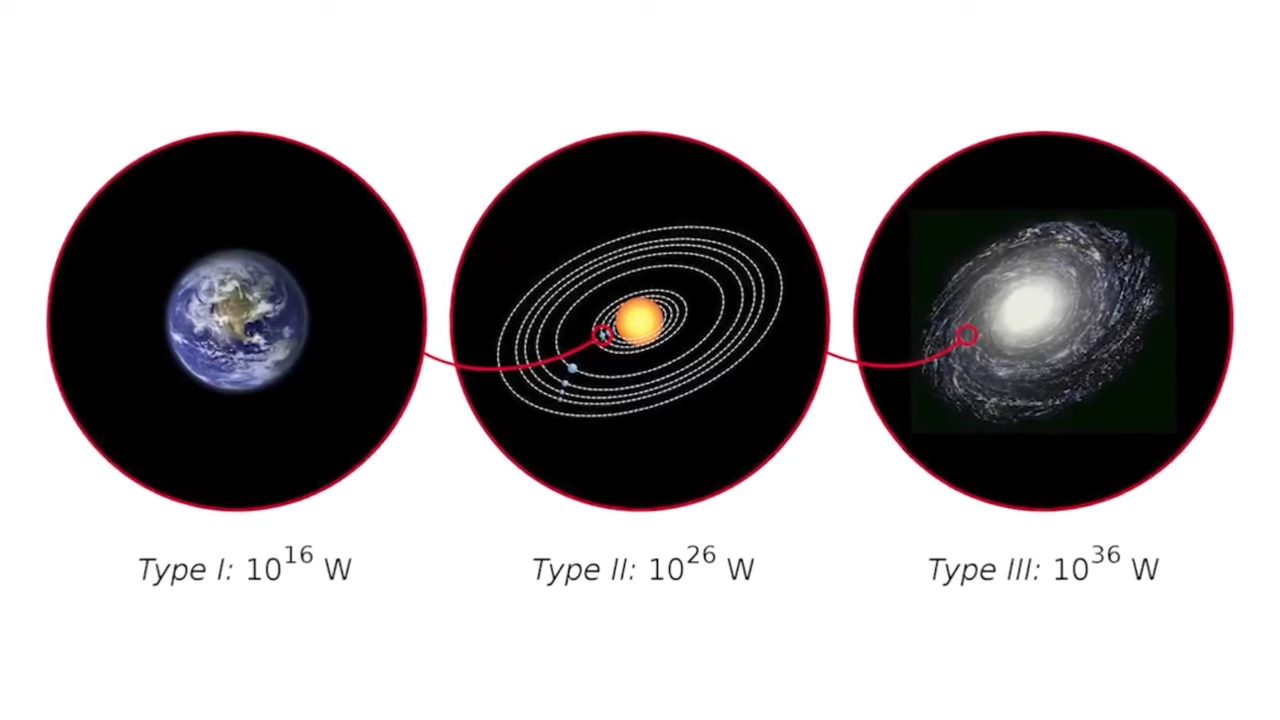 Type I: 10¹⁶ W
Type II: 10²⁶ W
Type III: 10³⁶ W